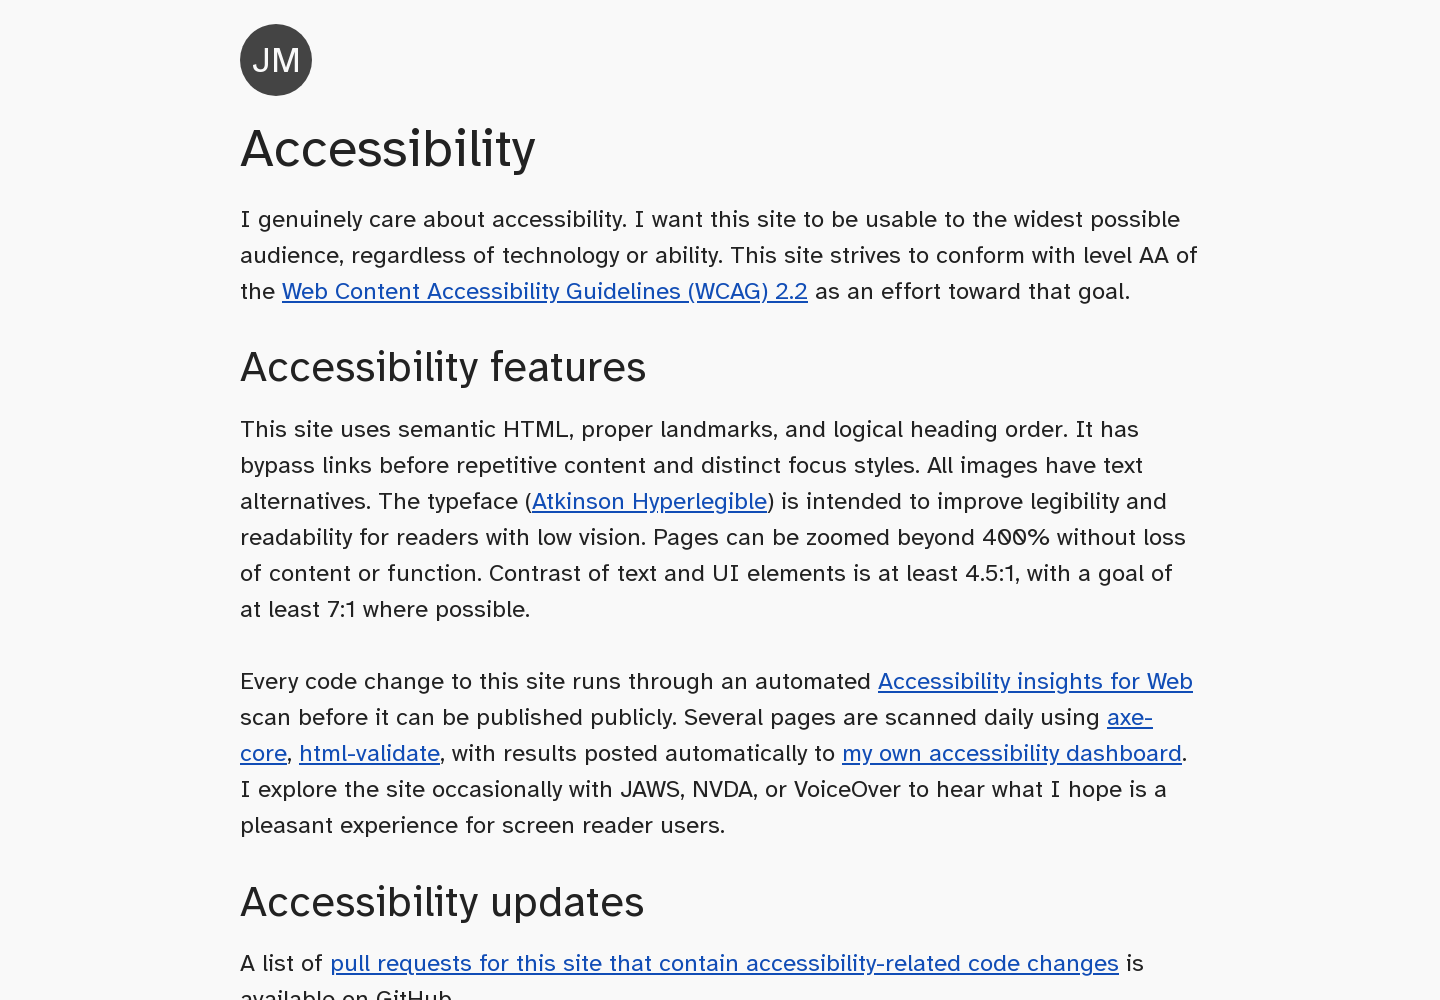 JM
Accessibility
I genuinely care about accessibility. I want this site to be usable to the widest possible
audience, regardless of technology or ability. This site strives to conform with level AA of
the Web Content Accessibility Guidelines (WCAG) 2.2 as an effort toward that goal.
Accessibility features
This site uses semantic HTML, proper landmarks, and logical heading order. It has
bypass links before repetitive content and distinct focus styles. All images have text
alternatives. The typeface (Atkinson Hyperlegible) is intended to improve legibility and
readability for readers with low vision. Pages can be zoomed beyond 400% without loss
of content or function. Contrast of text and UI elements is at least 4.5:1, with a goal of
at least 7:1 where possible.
Every code change to this site runs through an automated Accessibility insights for Web
scan before it can be published publicly. Several pages are scanned daily using axe-
core, html-validate, with results posted automatically to my own accessibility dashboard.
I explore the site occasionally with JAWS, NVDA, or VoiceOver to hear what I hope is a
pleasant experience for screen reader users.
Accessibility updates
A list of pull requests for this site that contain accessibility-related code changes is
available on GitHub.